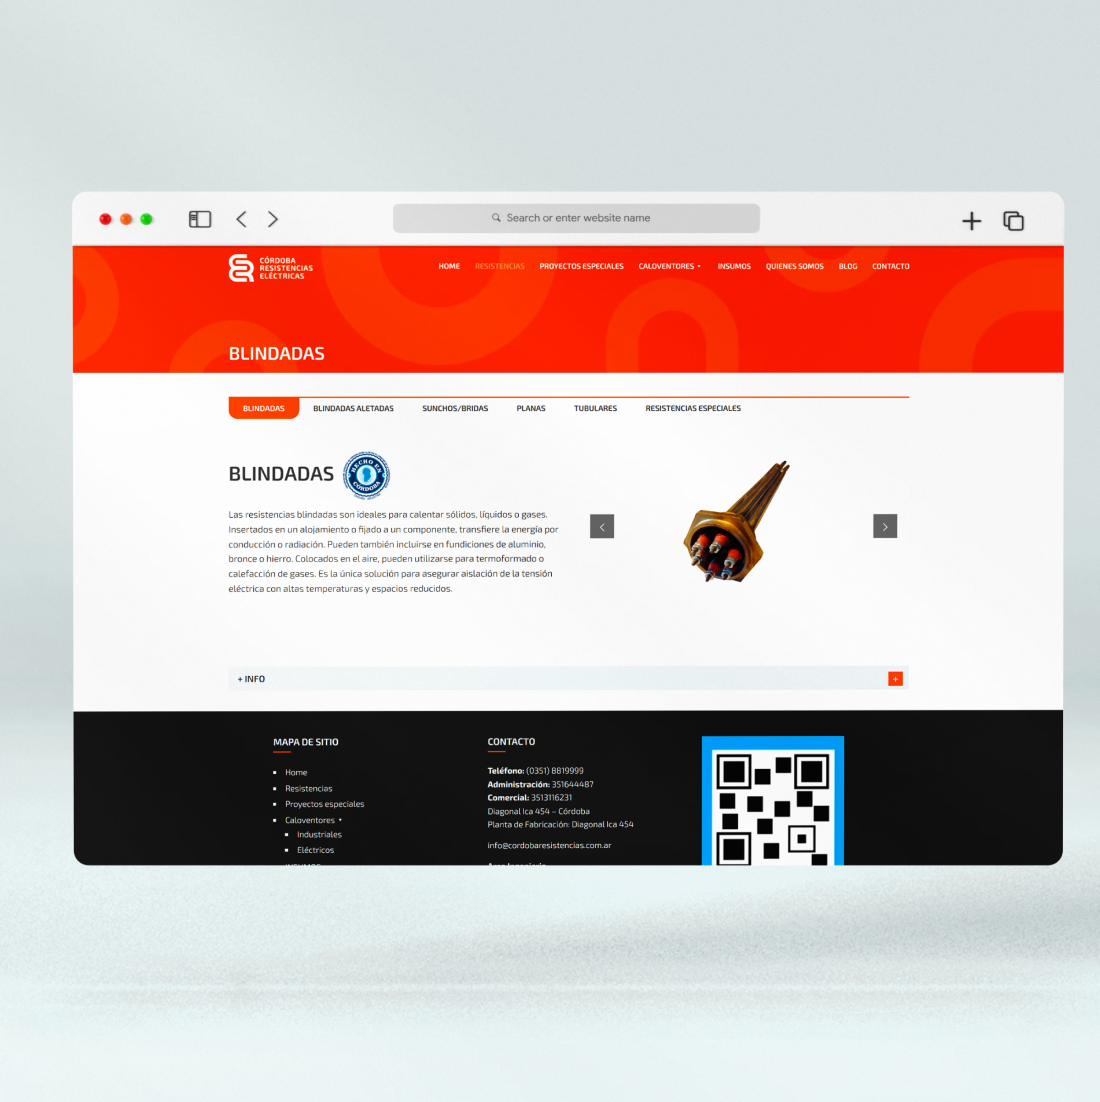 Search or enter website name
CÓRDOBA
RESISTENCIAS
ELÉCTRICAS
HOME RESISTENCIAS PROYECTOS ESPECIALES CALOVENTORES INSUMOS QUIENES SOMOS BLOG CONTACTO
BLINDADAS
BLINDADAS BLINDADAS ALETADAS SUNCHOS/BRIDAS PLANAS TUBULARES RESISTENCIAS ESPECIALES
BLINDADAS
HECHO EN
CÓRDOBA
Las resistencias blindadas son ideales para calentar sólidos, líquidos o gases.
Insertados en un alojamiento o fijado a un componente, transfiere la energía por
conducción o radiación. Pueden también incluirse en fundiciones de aluminio,
bronce o hierro. Colocados en el aire, pueden utilizarse para termoformado o
calefacción de gases. Es la única solución para asegurar aislación de la tensión
eléctrica con altas temperaturas y espacios reducidos.
+ INFO
+
MAPA DE SITIO
Home
Resistencias
Proyectos especiales
Caloventores
Industriales
Eléctricos
CONTACTO
Teléfono: (0351) 8819999
Administración: 351644487
Comercial: 3513116231
Diagonal Ica 454 – Córdoba
Planta de Fabricación: Diagonal Ica 454
info@cordobaresistencias.com.ar